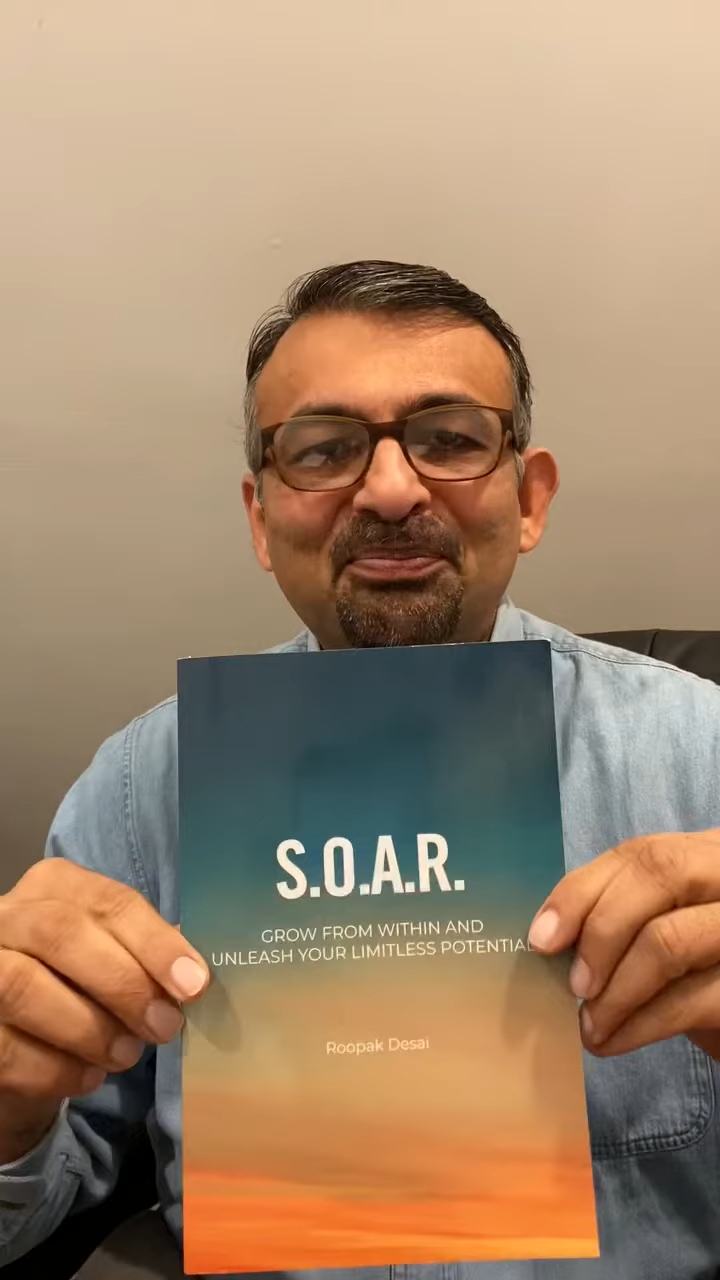 S.O.A.R.
GROW FROM WITHIN AND
UNLEASH YOUR LIMITLESS POTENTIAL
Roopak Desai